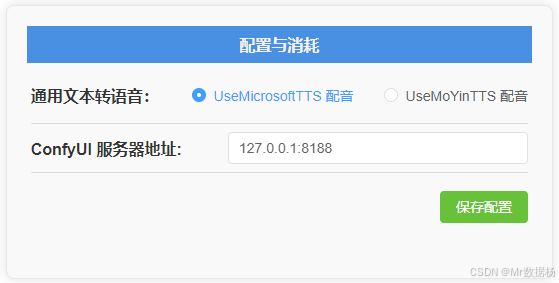 配置与消耗
通用文本转语音： UseMicrosoftTTS 配音 UseMoYinTTS 配音
ConfyUI 服务器地址: 127.0.0.1:8188
保存配置
CSDN @Mr数据杨